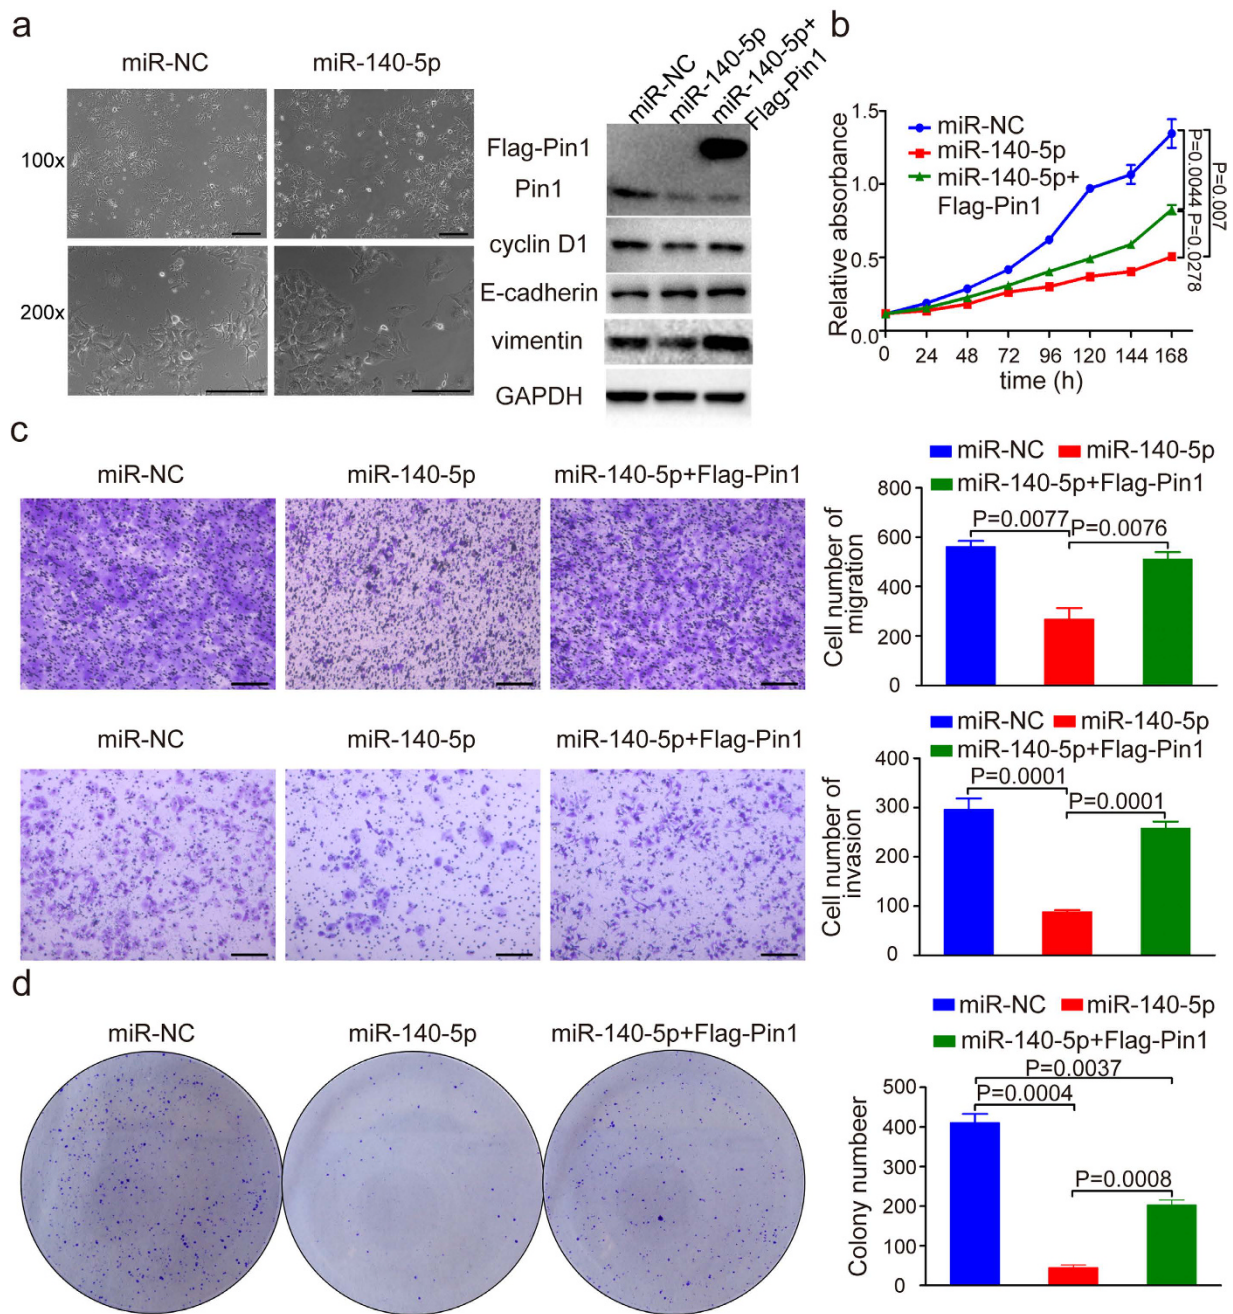 a
miR-NC
miR-140-5p
100x
200x
miR-NC
miR-140-5p
miR-140-5p+
Flag-Pin1
Flag-Pin1
Pin1
cyclin D1
E-cadherin
vimentin
GAPDH
b
Relative absorbance
1.5
1.0
0.5
0.0
miR-NC
miR-140-5p
miR-140-5p+
Flag-Pin1
P=0.0044
P=0.0278
P=0.007
0 24 48 72 96 120 144 168
time (h)
c
miR-NC
miR-140-5p
miR-140-5p+Flag-Pin1
miR-NC
miR-140-5p
miR-140-5p+Flag-Pin1
Cell number of
migration
800
600
400
200
0
P=0.0077
P=0.0076
miR-NC
miR-140-5p
miR-140-5p+Flag-Pin1
miR-NC
miR-140-5p
miR-140-5p+Flag-Pin1
Cell number of
invasion
400
300
200
100
0
P=0.0001
P=0.0001
d
miR-NC
miR-140-5p
miR-140-5p+Flag-Pin1
miR-NC
miR-140-5p
miR-140-5p+Flag-Pin1
Colony numbeer
500
400
300
200
100
0
P=0.0037
P=0.0004
P=0.0008